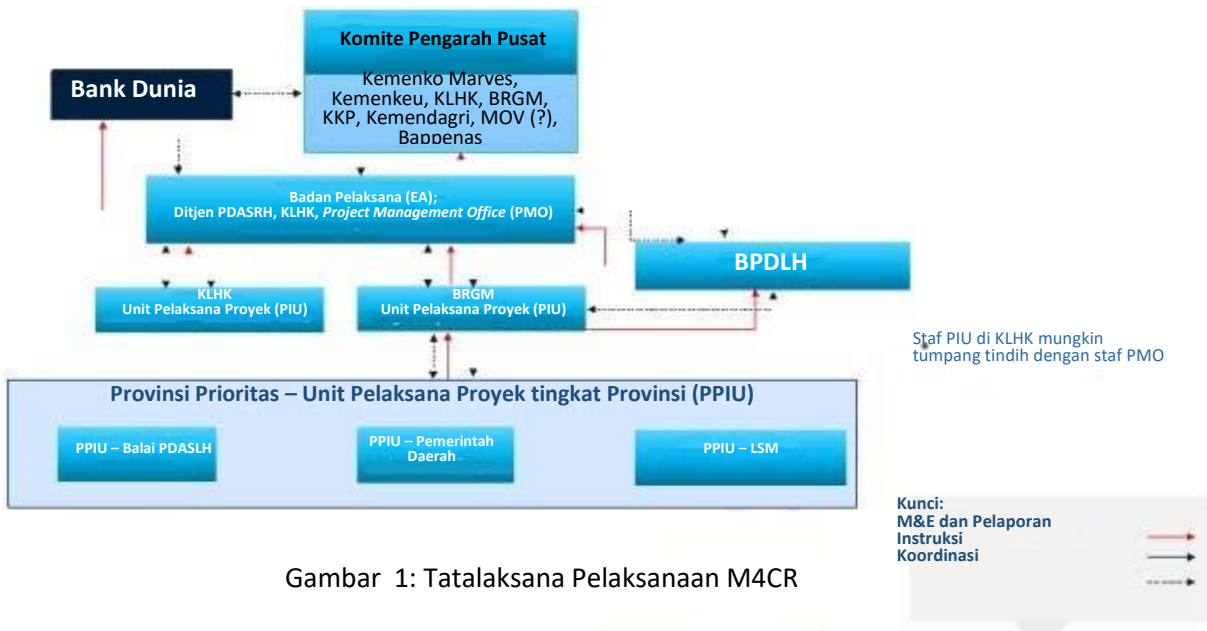 Komite Pengarah Pusat
Kemenko Marves,
Kemenkeu, KLHK, BRGM,
KKP, Kemendagri, MOV (?),
Bappenas
Bank Dunia
Badan Pelaksana (EA);
Ditjen PDASRH, KLHK, Project Management Office (PMO)
BPDLH
KLHK
Unit Pelaksana Proyek (PIU)
BRGM
Unit Pelaksana Proyek (PIU)
Staf PIU di KLHK mungkin
tumpang tindih dengan staf PMO
Provinsi Prioritas – Unit Pelaksana Proyek tingkat Provinsi (PPIU)
PPIU – Balai PDASLH
PPIU – Pemerintah
Daerah
PPIU – LSM
Kunci:
M&E dan Pelaporan
Instruksi
Koordinasi
Gambar 1: Tatalaksana Pelaksanaan M4CR